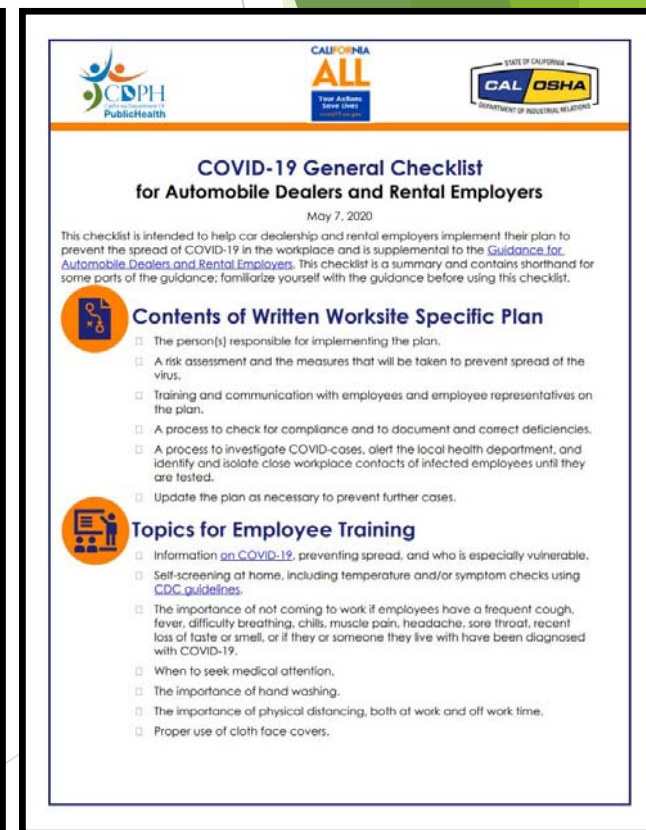 CDPH
California Department of
PublicHealth
CALIFORNIA
ALL
Your Actions
Save Lives
covid19.ca.gov
STATE OF CALIFORNIA
CAL OSHA
DEPARTMENT OF INDUSTRIAL RELATIONS
COVID-19 General Checklist
for Automobile Dealers and Rental Employers
May 7, 2020
This checklist is intended to help car dealership and rental employers implement their plan to
prevent the spread of COVID-19 in the workplace and is supplemental to the Guidance for
Automobile Dealers and Rental Employers. This checklist is a summary and contains shorthand for
some parts of the guidance; familiarize yourself with the guidance before using this checklist.
Contents of Written Worksite Specific Plan
The person(s) responsible for implementing the plan.
A risk assessment and the measures that will be taken to prevent spread of the
virus.
Training and communication with employees and employee representatives on
the plan.
A process to check for compliance and to document and correct deficiencies.
A process to investigate COVID-cases, alert the local health department, and
identify and isolate close workplace contacts of infected employees until they
are tested.
Update the plan as necessary to prevent further cases.
Topics for Employee Training
Information on COVID-19, preventing spread, and who is especially vulnerable.
Self-screening at home, including temperature and/or symptom checks using
CDC guidelines.
The importance of not coming to work if employees have a frequent cough,
fever, difficulty breathing, chills, muscle pain, headache, sore throat, recent
loss of taste or smell, or if they or someone they live with have been diagnosed
with COVID-19.
When to seek medical attention.
The importance of hand washing.
The importance of physical distancing, both at work and off work time.
Proper use of cloth face covers.